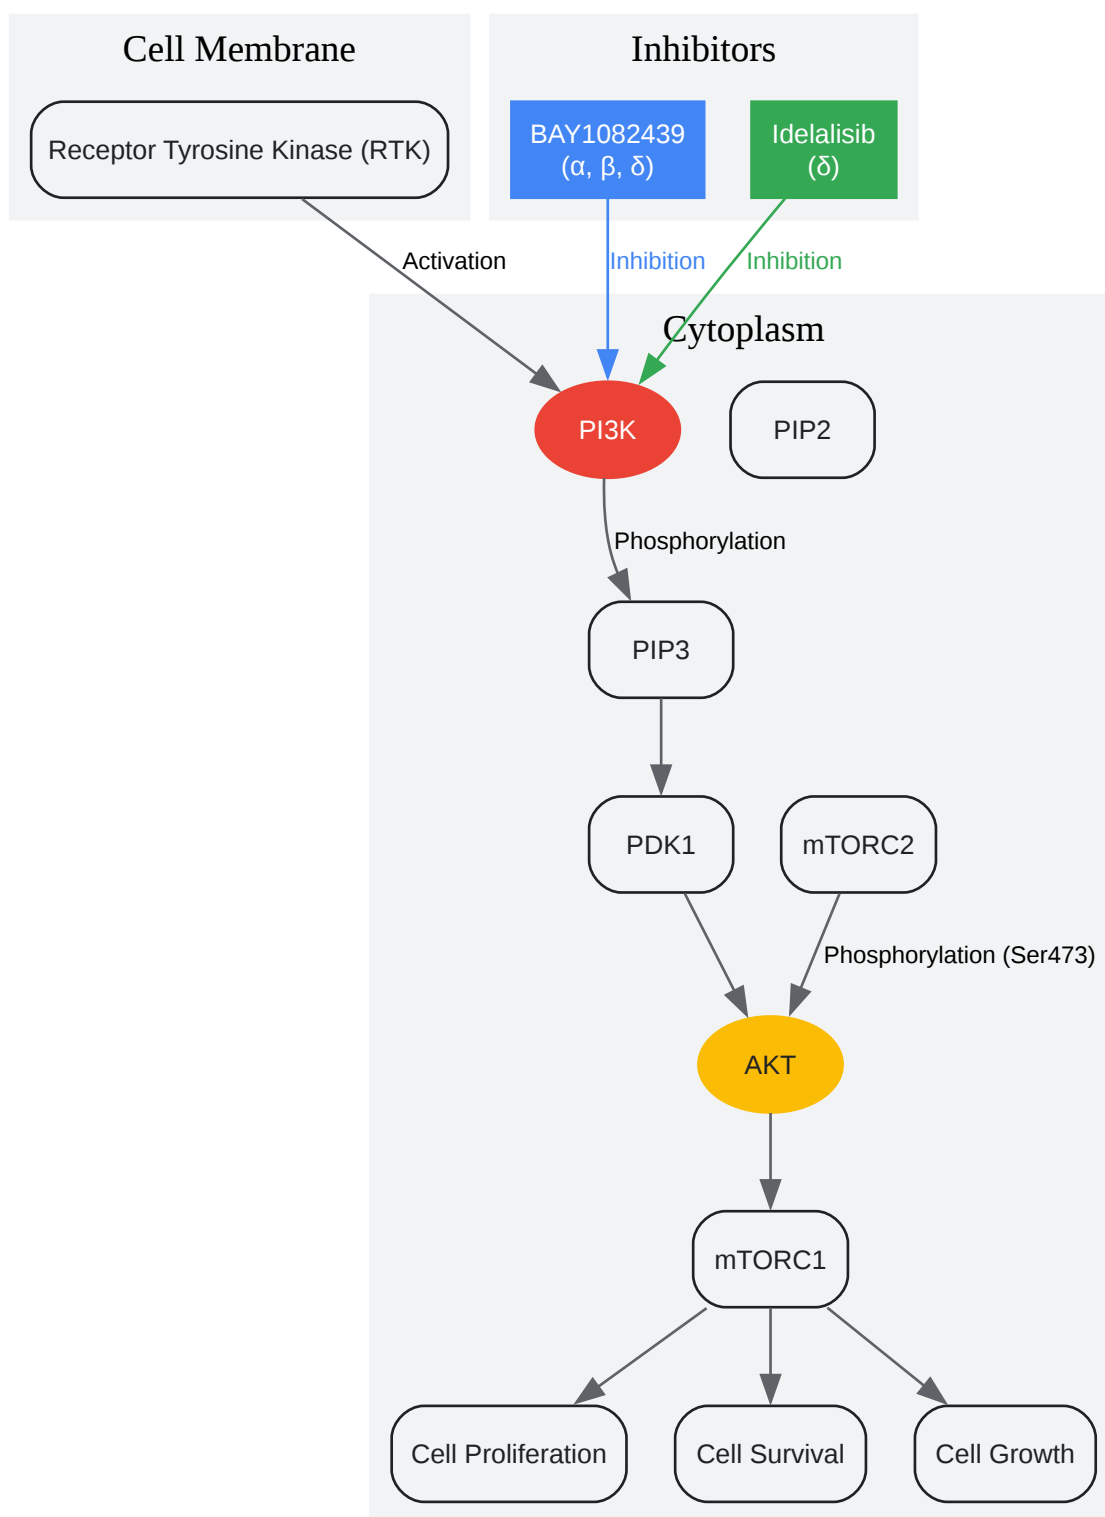 Cell Membrane
Inhibitors
Receptor Tyrosine Kinase (RTK)
BAY1082439
(α, β, δ)
Idelalisib
(δ)
Activation
Inhibition
Inhibition
Cytoplasm
PI3K
PIP2
Phosphorylation
PIP3
PDK1
mTORC2
Phosphorylation (Ser473)
AKT
mTORC1
Cell Proliferation
Cell Survival
Cell Growth